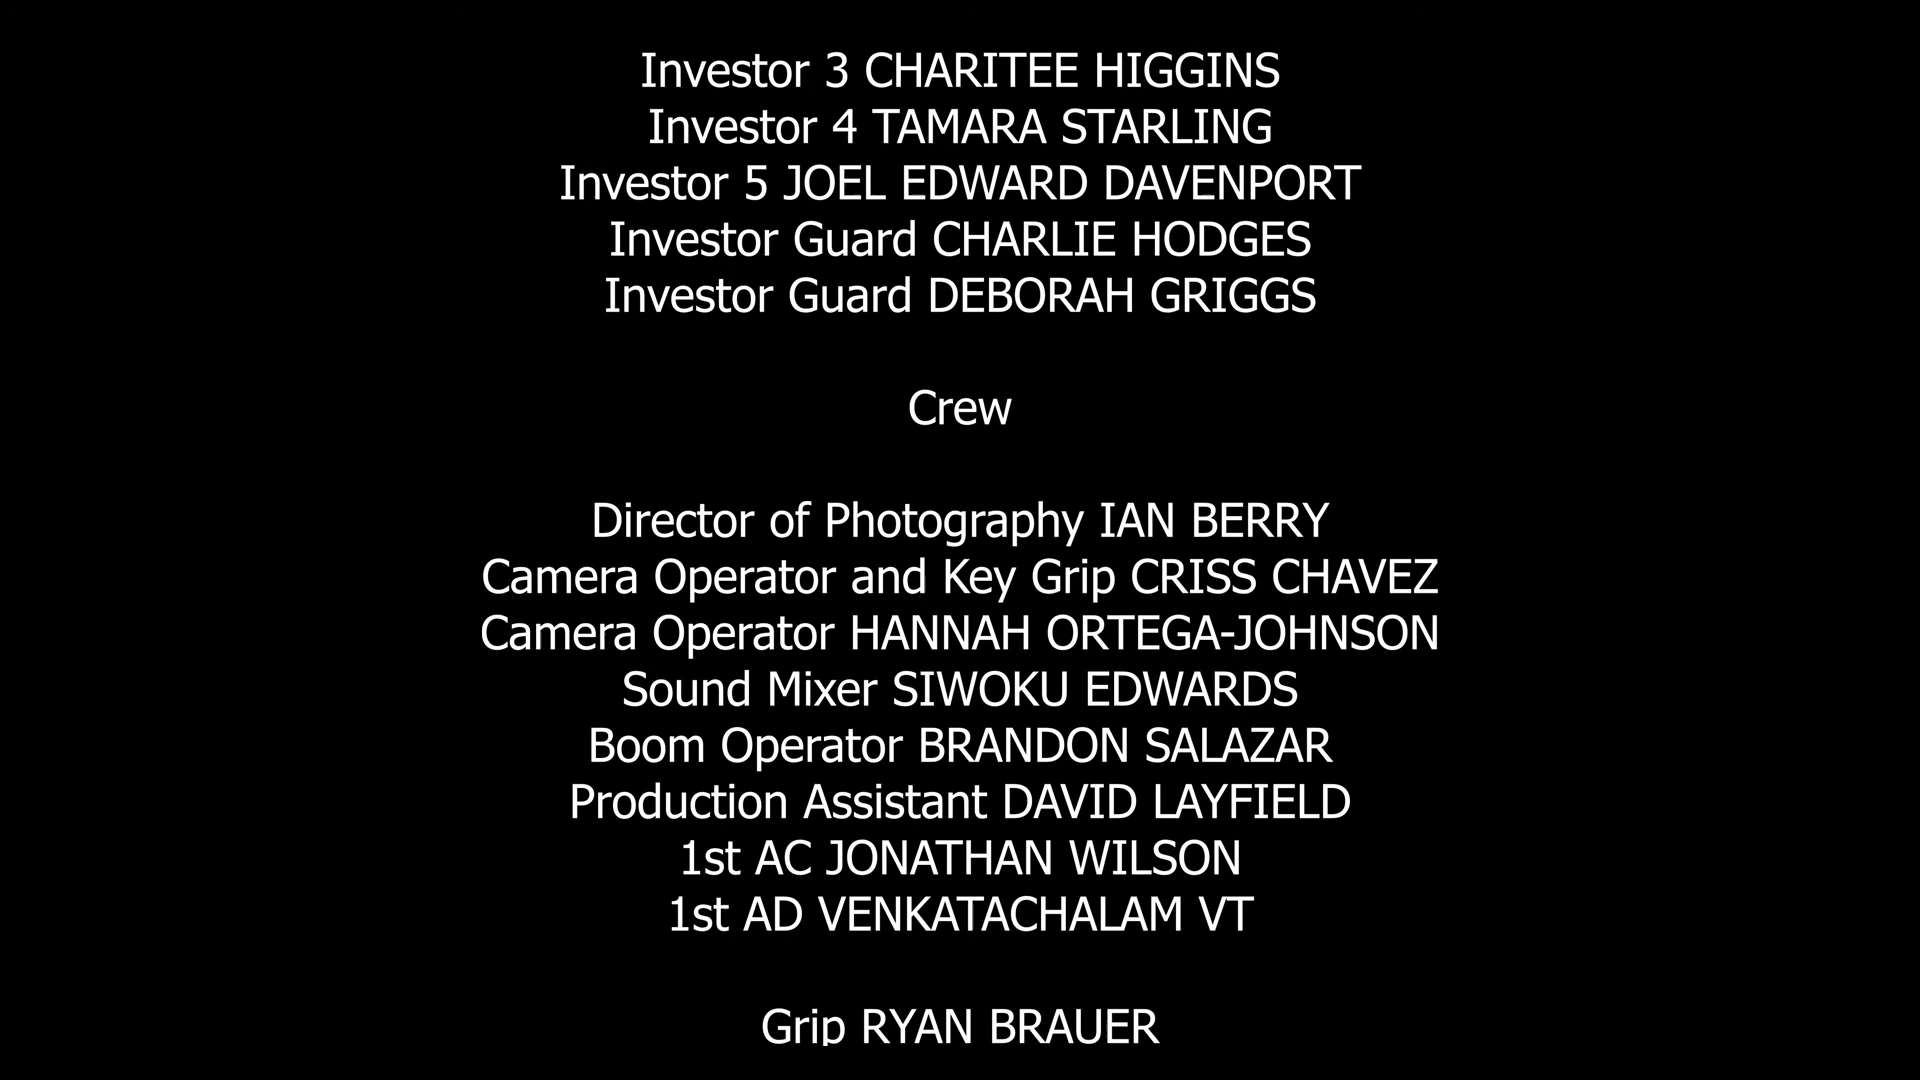 Investor 3 CHARITEE HIGGINS
Investor 4 TAMARA STARLING
Investor 5 JOEL EDWARD DAVENPORT
Investor Guard CHARLIE HODGES
Investor Guard DEBORAH GRIGGS
Crew
Director of Photography IAN BERRY
Camera Operator and Key Grip CRISS CHAVEZ
Camera Operator HANNAH ORTEGA-JOHNSON
Sound Mixer SIWOKU EDWARDS
Boom Operator BRANDON SALAZAR
Production Assistant DAVID LAYFIELD
1st AC JONATHAN WILSON
1st AD VENKATACHALAM VT
Grip RYAN BRAUER